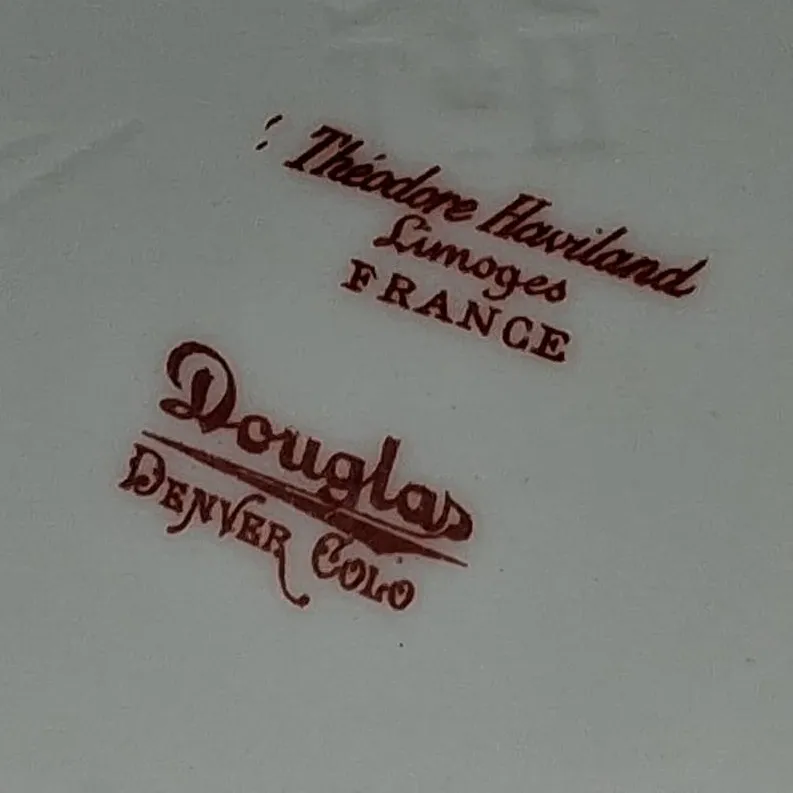 Théodore Haviland
Limoges
FRANCE
Douglas
DENVER COLO